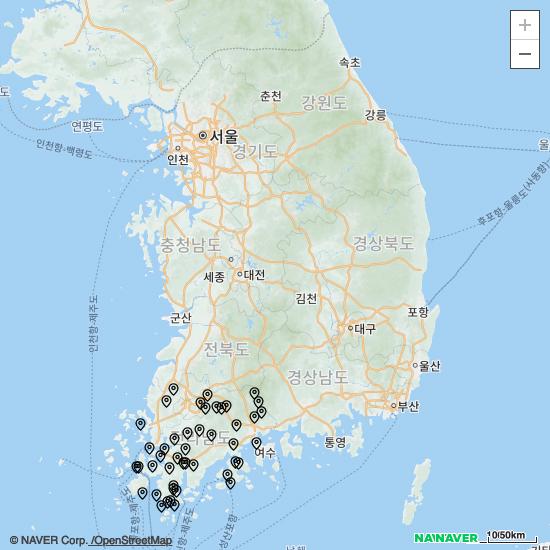 +
−
속초
춘천
강원도
강릉
도
연평도
서울
울
인천항-백령도
인천
경기도
후포항-울릉도(사동항)
충청남도
경상북도
세종
대전
김천
인천항-제주도
군산
포항
대구
전북도
울산
경상남도
부산
통영
여수
© NAVER Corp. /OpenStreetMap
NAVER
10/50km